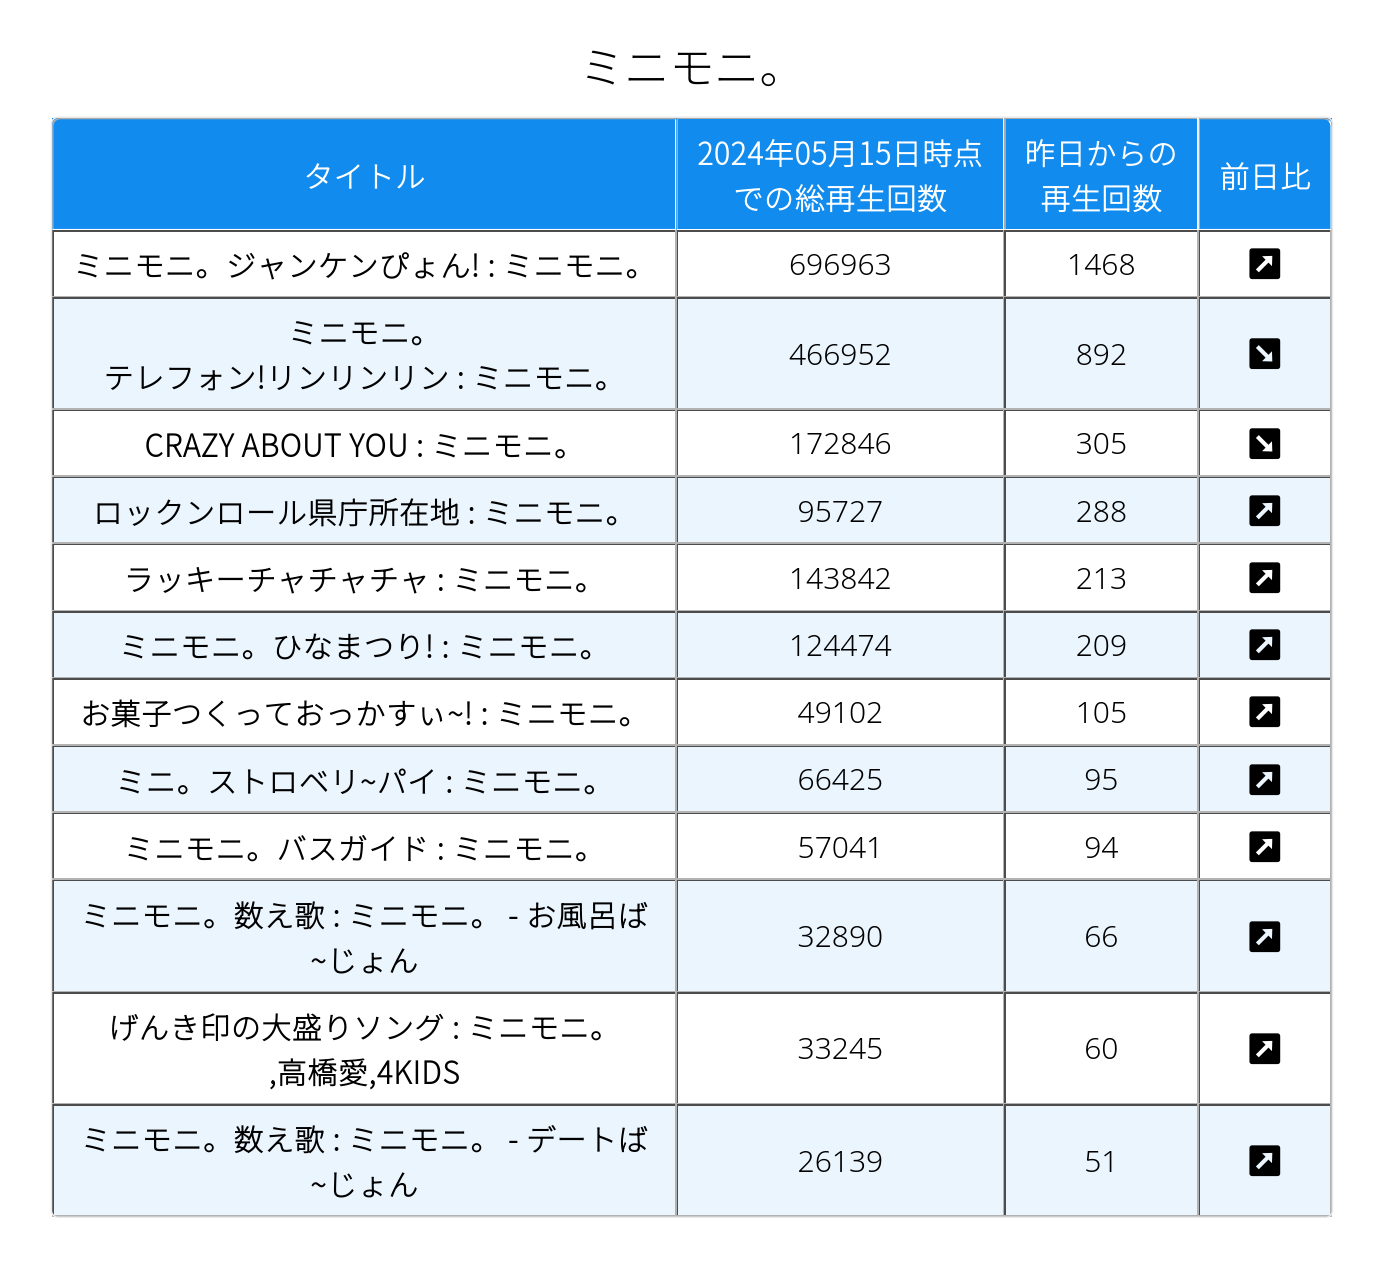 ミニモニ。
タイトル
2024年05月15日時点
での総再生回数
昨日からの
再生回数
前日比
ミニモニ。ジャンケンぴょん! : ミニモニ。
696963
1468
↗
ミニモニ。
テレフォン!リンリンリン : ミニモニ。
466952
892
↘
CRAZY ABOUT YOU : ミニモニ。
172846
305
↘
ロックンロール県庁所在地 : ミニモニ。
95727
288
↗
ラッキーチャチャチャ : ミニモニ。
143842
213
↗
ミニモニ。ひなまつり! : ミニモニ。
124474
209
↗
お菓子つくっておっかすぃ~! : ミニモニ。
49102
105
↗
ミニ。ストロベリ~パイ : ミニモニ。
66425
95
↗
ミニモニ。バスガイド : ミニモニ。
57041
94
↗
ミニモニ。数え歌 : ミニモニ。 - お風呂ば
~じょん
32890
66
↗
げんき印の大盛りソング : ミニモニ。
,高橋愛,4KIDS
33245
60
↗
ミニモニ。数え歌 : ミニモニ。 - デートば
~じょん
26139
51
↗